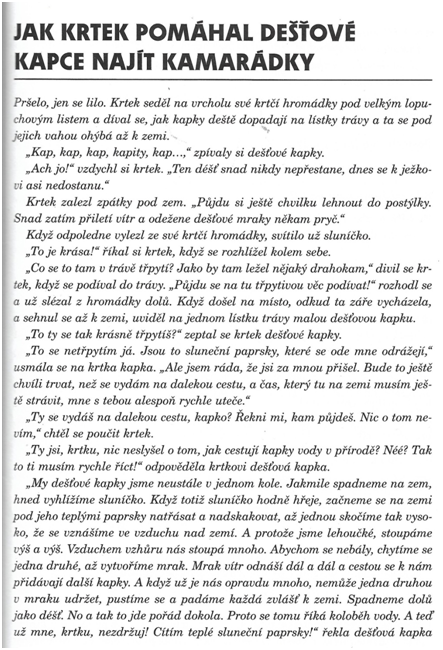 JAK KRTEK POMÁHAL DEŠŤOVÉ
KAPCE NAJÍT KAMARÁDKY
Pršelo, jen se lilo. Krtek seděl na vrcholu své krtčí hromádky pod velkým lopu-
chovým listem a díval se, jak kapky deště dopadají na lístky trávy a ta se pod
jejich vahou ohýbá až k zemi.
„Kap, kap, kap, kapity, kap...,“ zpívaly si dešťové kapky.
„Ach jo!“ vzdychl si krtek. „Ten déšť snad nikdy nepřestane, dnes se k ježko-
vi asi nedostanu.“
Krtek zalezl zpátky pod zem. „Půjdu si ještě chvilku lehnout do postýlky.
Snad zatím přiletí vítr a odežene dešťové mraky někam pryč.“
Když odpoledne vylezl ze své krtčí hromádky, svítilo už sluníčko.
„To je krása!“ říkal si krtek, když se rozhlížel kolem sebe.
„Co se to tam v trávě třpytí? Jako by tam ležel nějaký drahokam,“ divil se kr-
tek, když se podíval do trávy. „Půjdu se na tu třpytivou věc podívat!“ rozhodl se
a už slézal z hromádky dolů. Když došel na místo, odkud ta záře vycházela,
a sehnul se až k zemi, uviděl na jednom lístku trávy malou dešťovou kapku.
„To ty se tak krásně třpytíš?“ zeptal se krtek dešťové kapky.
„To se netřpytím já. Jsou to sluneční paprsky, které se ode mne odrážejí,“
usmála se na krtka kapka. „Ale jsem ráda, že jsi za mnou přišel. Bude to ještě
chvíli trvat, než se vydám na dalekou cestu, a čas, který tu na zemi musím ješ-
tě strávit, mne s tebou alespoň rychle uteče.“
„Ty se vydáš na dalekou cestu, kapko? Řekni mi, kam půjdeš. Nic o tom ne-
vím,“ chtěl se poučit krtek.
„Ty jsi, krtku, nic neslyšel o tom, jak cestují kapky vody v přírodě? Néé? Tak
to ti musím rychle říct!“ odpověděla krtkovi dešťová kapka.
„My dešťové kapky jsme neustále v jednom kole. Jakmile spadneme na zem,
hned vyhlížíme sluníčko. Když totiž sluníčko hodně hřeje, začneme se na zemi
pod jeho teplými paprsky natřásat a nadskakovat, až jednou skočíme tak vyso-
ko, že se vznášíme ve vzduchu nad zemí. A protože jsme lehoučké, stoupáme
výš a výš. Vzduchem vzhůru nás stoupá mnoho. Abychom se nebály, chytíme se
jedna druhé, až vytvoříme mrak. Mrak vítr odnáší dál a dál a cestou se k nám
přidávají další kapky. A když už je nás opravdu mnoho, nemůže jedna druhou
v mraku udržet, pustíme se a padáme každá zvlášť k zemi. Spadneme dolů
jako déšť. No a tak to jde pořád dokola. Proto se tomu říká koloběh vody. A teď
už mne, krtku, nezdržuj! Cítím teplé sluneční paprsky!“ řekla dešťová kapka